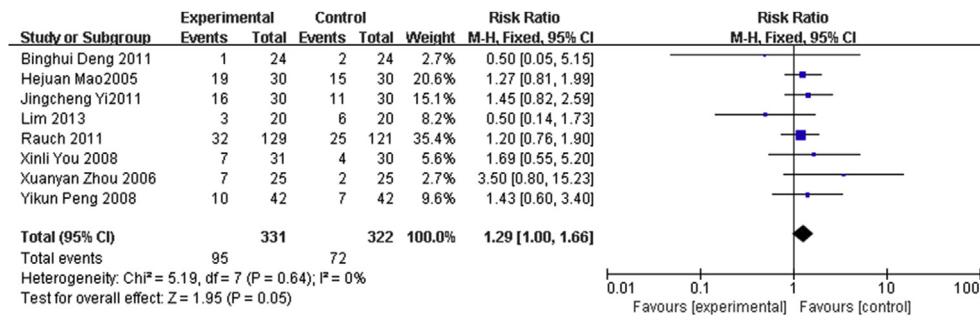 Experimental Control Risk Ratio Risk Ratio
Study or Subgroup Events Total Events Total Weight M-H, Fixed, 95% CI M-H, Fixed, 95% CI
Binghui Deng 2011 1 24 2 24 2.7% 0.50 [0.05, 5.15]
Hejuan Mao2005 19 30 15 30 20.6% 1.27 [0.81, 1.99]
Jingcheng Yi2011 16 30 11 30 15.1% 1.45 [0.82, 2.59]
Lim 2013 3 20 6 20 8.2% 0.50 [0.14, 1.73]
Rauch 2011 32 129 25 121 35.4% 1.20 [0.76, 1.90]
Xinli You 2008 7 31 4 30 5.6% 1.69 [0.55, 5.20]
Xuanyan Zhou 2006 7 25 2 25 2.7% 3.50 [0.80, 15.23]
Yikun Peng 2008 10 42 7 42 9.6% 1.43 [0.60, 3.40]
Total (95% CI) 331 322 100.0% 1.29 [1.00, 1.66]
Total events 95 72
Heterogeneity: Chi² = 5.19, df = 7 (P = 0.64); I² = 0%
Test for overall effect: Z = 1.95 (P = 0.05)
0.01 0.1 1 10 100
Favours [experimental] Favours [control]